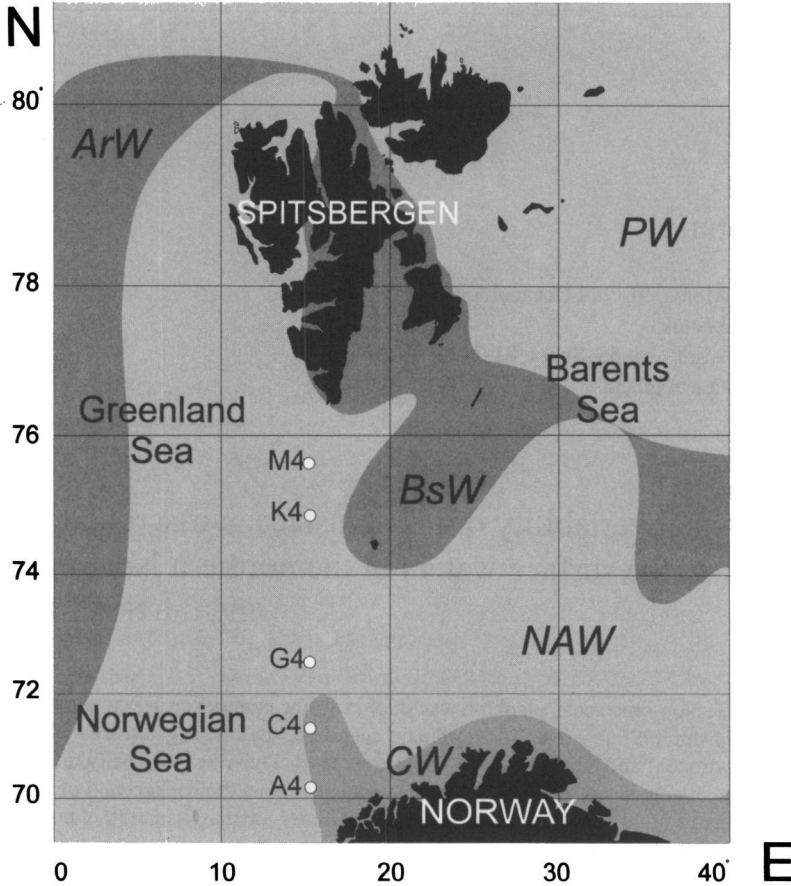 N
80°
ArW
SPITSBERGEN
PW
78
Barents
Sea
Greenland
Sea
76
M4
BsW
K4
74
NAW
G4
72
Norwegian
Sea
C4
CW
A4
70
NORWAY
0
10
20
30
40°
E